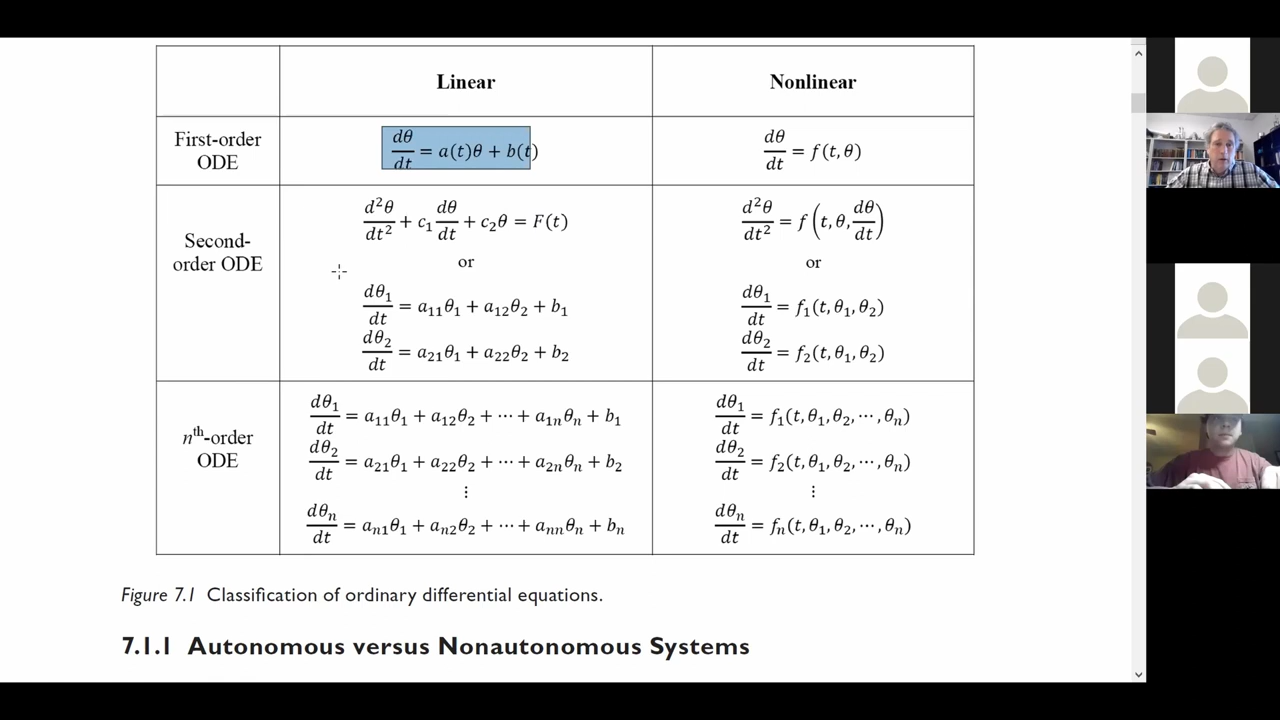 Linear Nonlinear
First-order ODE dθ/dt = a(t)θ + b(t) dθ/dt = f(t, θ)
Second-order ODE d²θ/dt² + c₁ dθ/dt + c₂θ = F(t) d²θ/dt² = f(t, θ, dθ/dt)
or or
dθ₁/dt = a₁₁θ₁ + a₁₂θ₂ + b₁ dθ₁/dt = f₁(t, θ₁, θ₂)
dθ₂/dt = a₂₁θ₁ + a₂₂θ₂ + b₂ dθ₂/dt = f₂(t, θ₁, θ₂)
nᵗʰ-order ODE dθ₁/dt = a₁₁θ₁ + a₁₂θ₂ + ⋯ + a₁ₙθₙ + b₁ dθ₁/dt = f₁(t, θ₁, θ₂, ⋯, θₙ)
dθ₂/dt = a₂₁θ₁ + a₂₂θ₂ + ⋯ + a₂ₙθₙ + b₂ dθ₂/dt = f₂(t, θ₁, θ₂, ⋯, θₙ)
⋮ ⋮
dθₙ/dt = aₙ₁θ₁ + aₙ₂θ₂ + ⋯ + aₙₙθₙ + bₙ dθₙ/dt = fₙ(t, θ₁, θ₂, ⋯, θₙ)
Figure 7.1 Classification of ordinary differential equations.
7.1.1 Autonomous versus Nonautonomous Systems